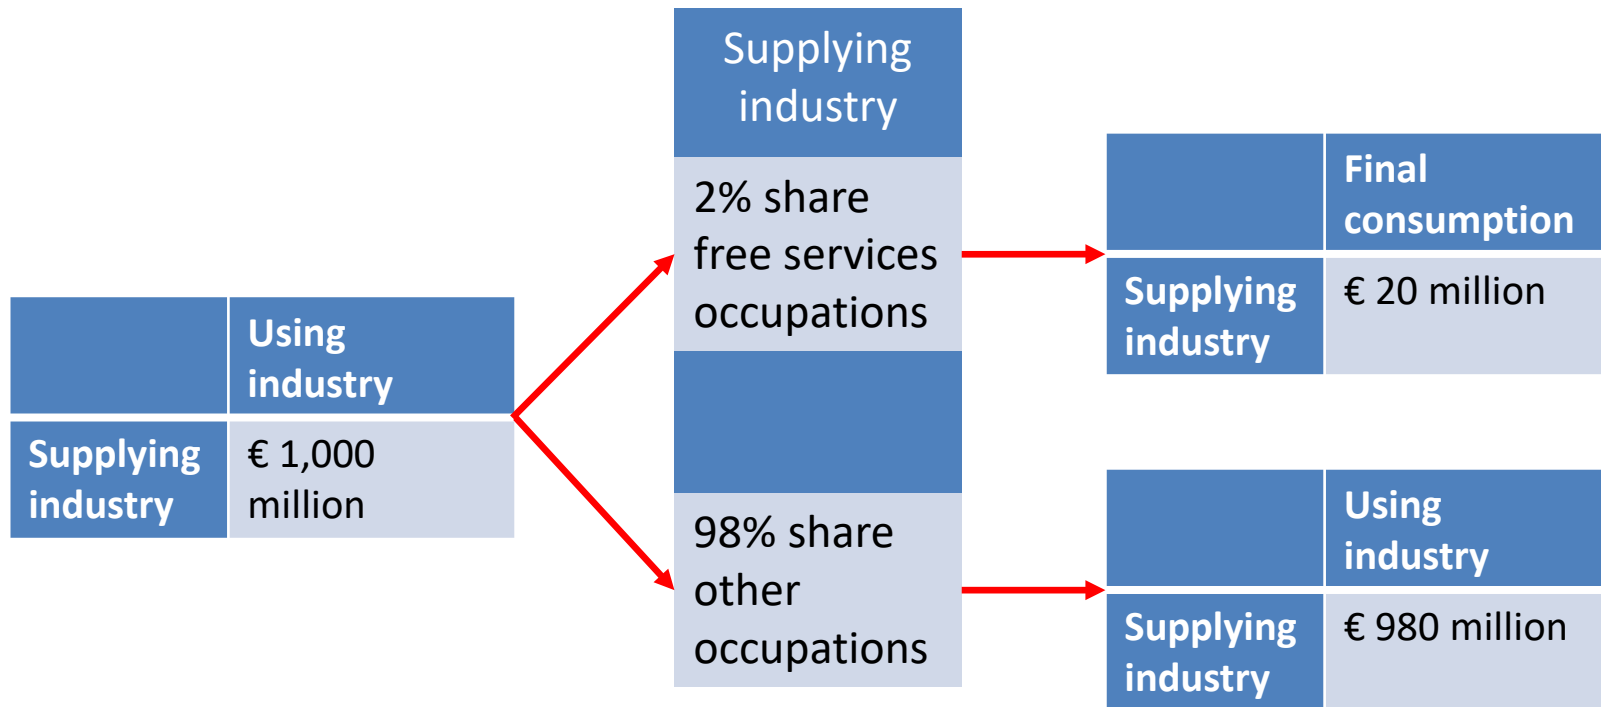 Using
industry
Supplying
industry
€ 1,000
million
Supplying
industry
2% share
free services
occupations
98% share
other
occupations
Final
consumption
Supplying
industry
€ 20 million
Using
industry
Supplying
industry
€ 980 million